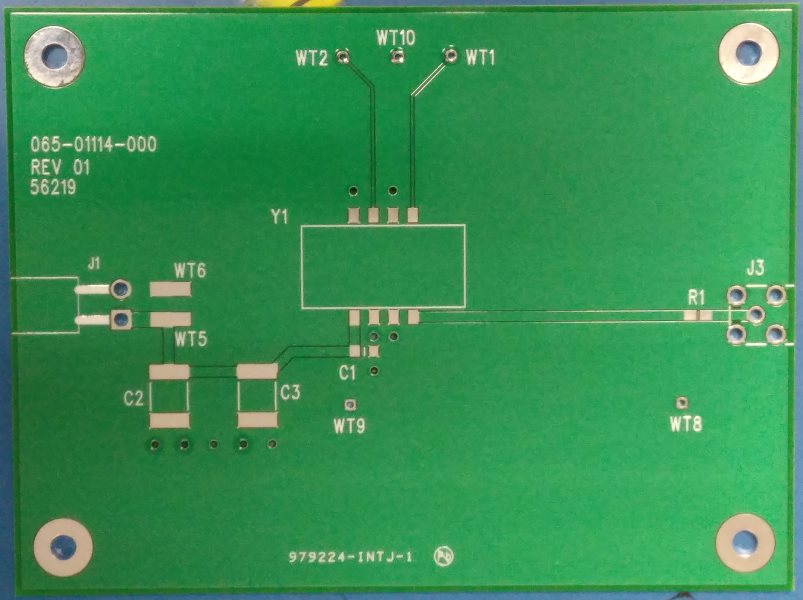 WT10
WT2
WT1
065-01114-000
REV 01
56219
Y1
J1
WT6
J3
R1
WT5
C1
C2
C3
WT9
WT8
979224-INTJ-1
Pb